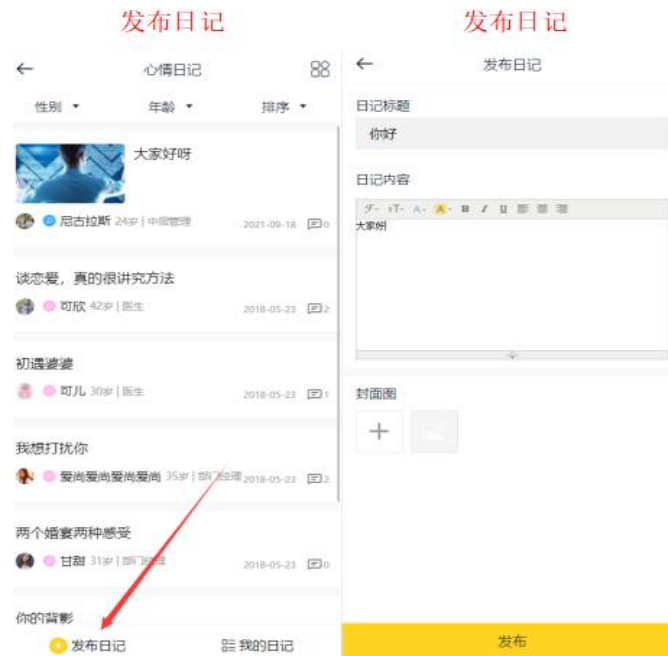 发布日记
心情日记
性别
年龄
排序
大家好呀
尼古拉斯 24岁 | 中层管理 2021-09-18 0
谈恋爱，真的很讲究方法
可欣 42岁 | 医生 2018-05-23 2
初遇婆婆
可儿 30岁 | 医生 2018-05-23 1
我想打扰你
爱尚爱尚爱尚爱尚 35岁 | 部门经理 2018-05-23 2
两个婚宴两种感受
甘甜 31岁 | 部门经理 2018-05-23 0
你的背影
发布日记 我的日记
发布日记
发布日记
日记标题
你好
日记内容
B I U
大家好
封面图
发布